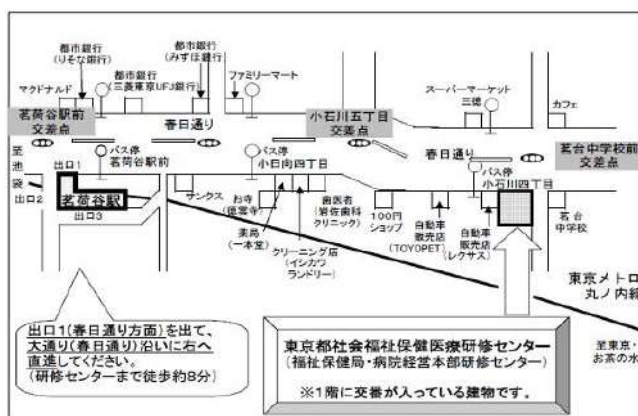 都市銀行
(りそな銀行)
都市銀行
(みずほ銀行)
マクドナルド
都市銀行
(三菱東京UFJ銀行)
ファミリーマート
スーパーマーケット
三徳
カフェ
茗荷谷駅前
交差点
春日通り
小石川五丁目
交差点
春日通り
茗台中学校前
交差点
至池袋
出口1
バス停
茗荷谷駅前
バス停
小日向四丁目
バス停
小石川四丁目
出口2
茗荷谷駅
出口3
サンクス
お寺
(徳雲寺)
薬局
(一本堂)
クリーニング店
(イシカワ
ランドリー)
歯医者
(岩佐歯科
クリニック)
100円
ショップ
自動車
販売店
(TOYOPET)
自動車
販売店
(レクサス)
茗台
中学校
東京メトロ
丸ノ内線
至東京・
お茶の水
出口1(春日通り方面)を出て、
大通り(春日通り)沿いに右へ
直進してください。
(研修センターまで徒歩約8分)
東京都社会福祉保健医療研修センター
(福祉保健局・病院経営本部研修センター)
※1階に交番が入っている建物です。